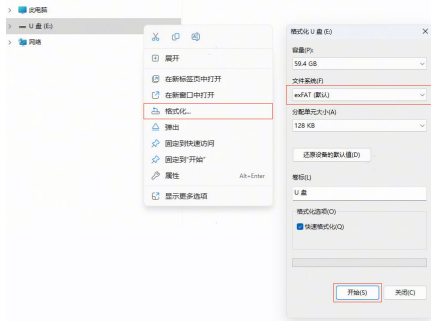 此电脑
U 盘 (E:)
网络
展开
在新标签页中打开
在新窗口中打开
格式化...
弹出
固定到快速访问
固定到"开始"
属性 Alt+Enter
显示更多选项
格式化 U 盘 (E:)
容量(P):
59.4 GB
文件系统(F)
exFAT (默认)
分配单元大小(A)
128 KB
还原设备的默认值(D)
卷标(L)
U 盘
格式化选项(O)
快速格式化(Q)
开始(S)
关闭(C)